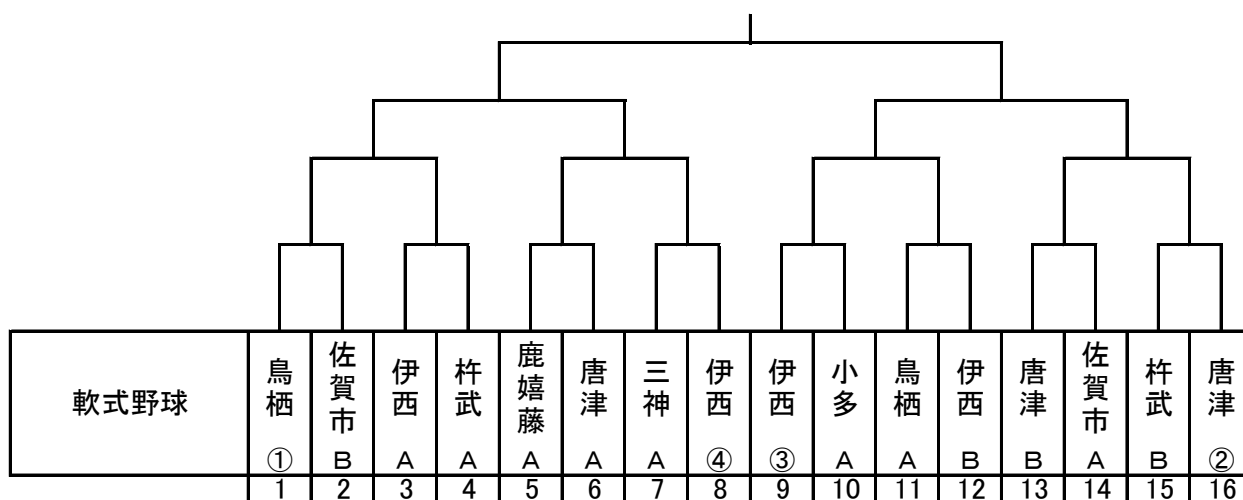 軟式野球
鳥栖 ①
佐賀市 B
伊西 A
杵武 A
鹿嬉藤 A
唐津 A
三神 A
伊西 ④
伊西 ③
小多 A
鳥栖 A
伊西 B
唐津 B
佐賀市 A
杵武 B
唐津 ②
1 2 3 4 5 6 7 8 9 10 11 12 13 14 15 16